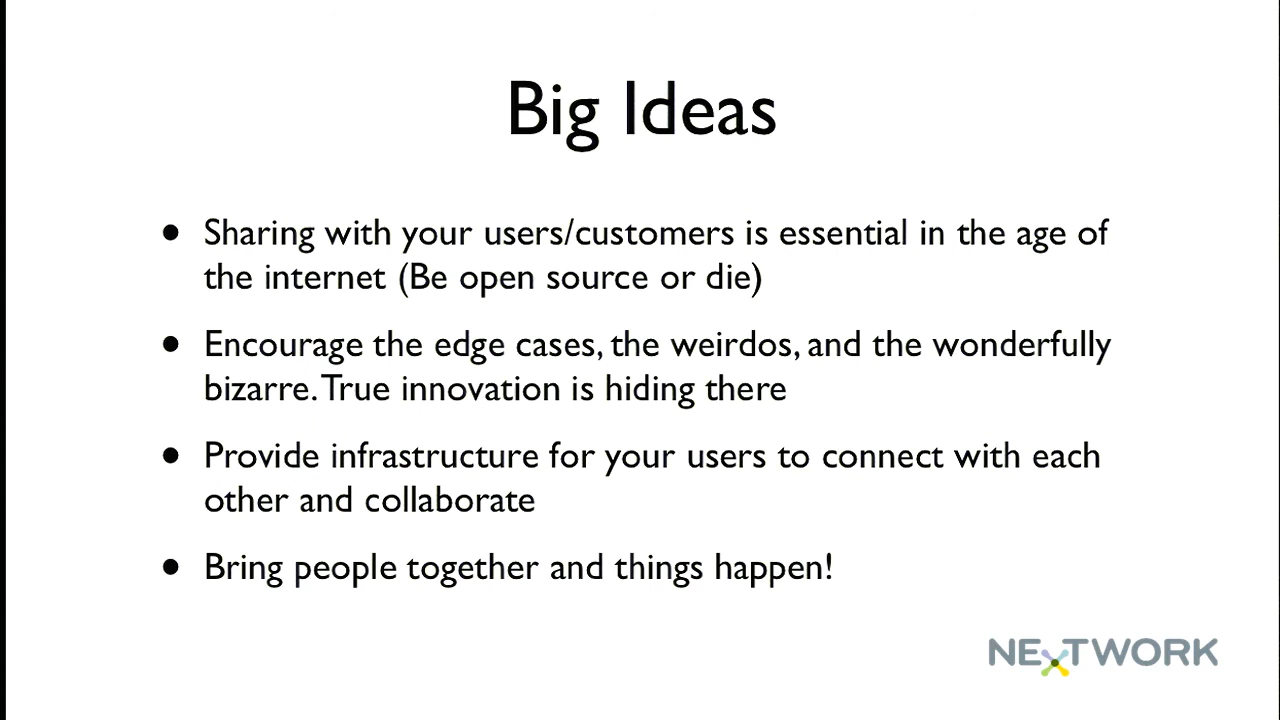 Big Ideas
• Sharing with your users/customers is essential in the age of
the internet (Be open source or die)
• Encourage the edge cases, the weirdos, and the wonderfully
bizarre. True innovation is hiding there
• Provide infrastructure for your users to connect with each
other and collaborate
• Bring people together and things happen!
NEXTWORK